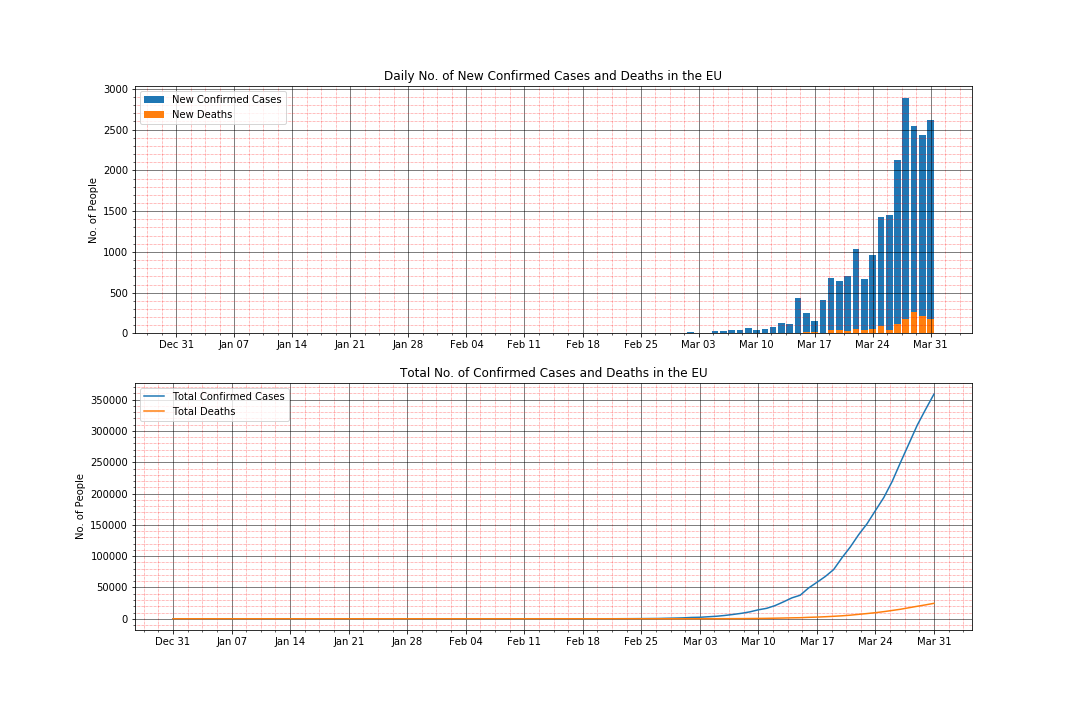 Daily No. of New Confirmed Cases and Deaths in the EU
3000
2500
2000
1500
1000
500
0
No. of People
New Confirmed Cases
New Deaths
Dec 31 Jan 07 Jan 14 Jan 21 Jan 28 Feb 04 Feb 11 Feb 18 Feb 25 Mar 03 Mar 10 Mar 17 Mar 24 Mar 31
Total No. of Confirmed Cases and Deaths in the EU
350000
300000
250000
200000
150000
100000
50000
0
No. of People
Total Confirmed Cases
Total Deaths
Dec 31 Jan 07 Jan 14 Jan 21 Jan 28 Feb 04 Feb 11 Feb 18 Feb 25 Mar 03 Mar 10 Mar 17 Mar 24 Mar 31